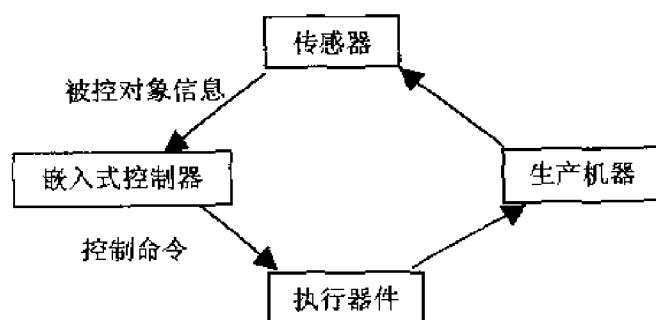 传感器
被控对象信息
嵌入式控制器
生产机器
控制命令
执行器件